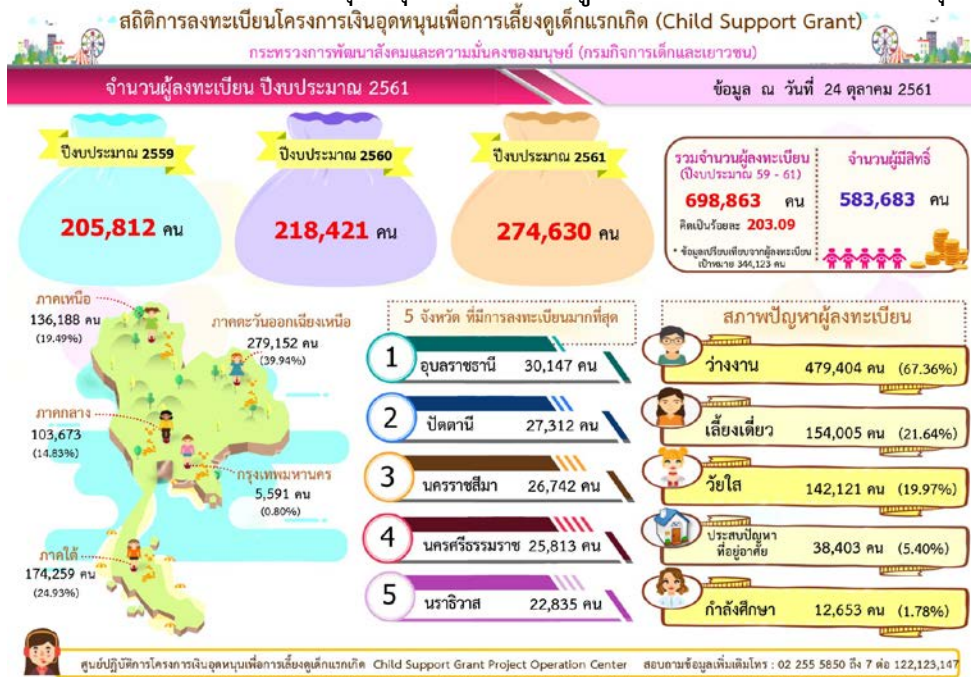 สถิติการลงทะเบียนโครงการเงินอุดหนุนเพื่อการเลี้ยงดูเด็กแรกเกิด (Child Support Grant)
กระทรวงการพัฒนาสังคมและความมั่นคงของมนุษย์ (กรมกิจการเด็กและเยาวชน)
จำนวนผู้ลงทะเบียน ปีงบประมาณ 2561
ข้อมูล ณ วันที่ 24 ตุลาคม 2561
ปีงบประมาณ 2559
205,812 คน
ปีงบประมาณ 2560
218,421 คน
ปีงบประมาณ 2561
274,630 คน
รวมจำนวนผู้ลงทะเบียน
(ปีงบประมาณ 59 - 61)
698,863 คน
คิดเป็นร้อยละ 203.09
* ข้อมูลเปรียบเทียบจากผู้ลงทะเบียน
เป้าหมาย 344,123 คน
จำนวนผู้มีสิทธิ์
583,683 คน
ภาคเหนือ
136,188 คน
(19.49%)
ภาคตะวันออกเฉียงเหนือ
279,152 คน
(39.94%)
ภาคกลาง
103,673
(14.83%)
กรุงเทพมหานคร
5,591 คน
(0.80%)
ภาคใต้
174,259 คน
(24.93%)
5 จังหวัด ที่มีการลงทะเบียนมากที่สุด
1 อุบลราชธานี 30,147 คน
2 ปัตตานี 27,312 คน
3 นครราชสีมา 26,742 คน
4 นครศรีธรรมราช 25,813 คน
5 นราธิวาส 22,835 คน
สภาพปัญหาผู้ลงทะเบียน
ว่างงาน 479,404 คน (67.36%)
เลี้ยงเดี่ยว 154,005 คน (21.64%)
วัยใส 142,121 คน (19.97%)
ประสบปัญหา
ที่อยู่อาศัย 38,403 คน (5.40%)
กำลังศึกษา 12,653 คน (1.78%)
ศูนย์ปฏิบัติการโครงการเงินอุดหนุนเพื่อการเลี้ยงดูเด็กแรกเกิด Child Support Grant Project Operation Center สอบถามข้อมูลเพิ่มเติมโทร : 02 255 5850 ถึง 7 ต่อ 122,123,147